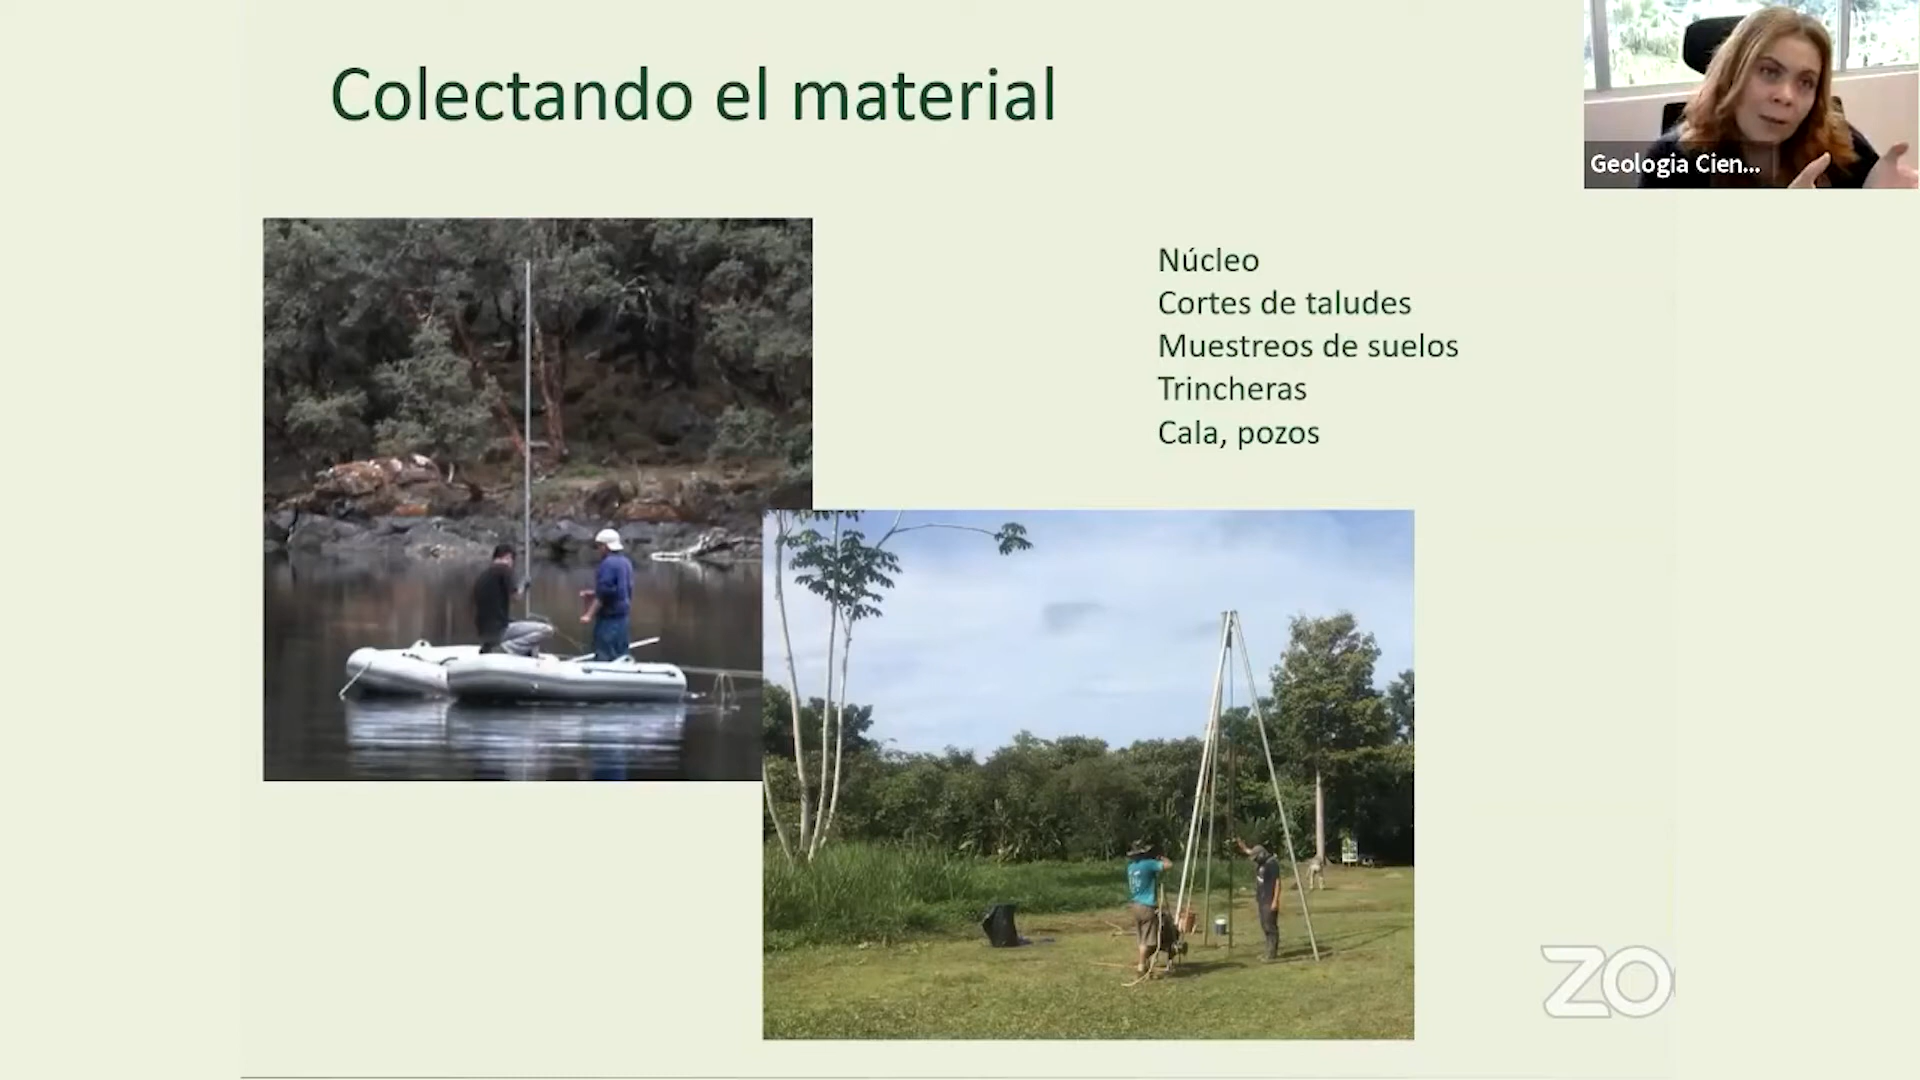 Colectando el material
Geologia Cien...
Núcleo
Cortes de taludes
Muestreos de suelos
Trincheras
Cala, pozos
ZO